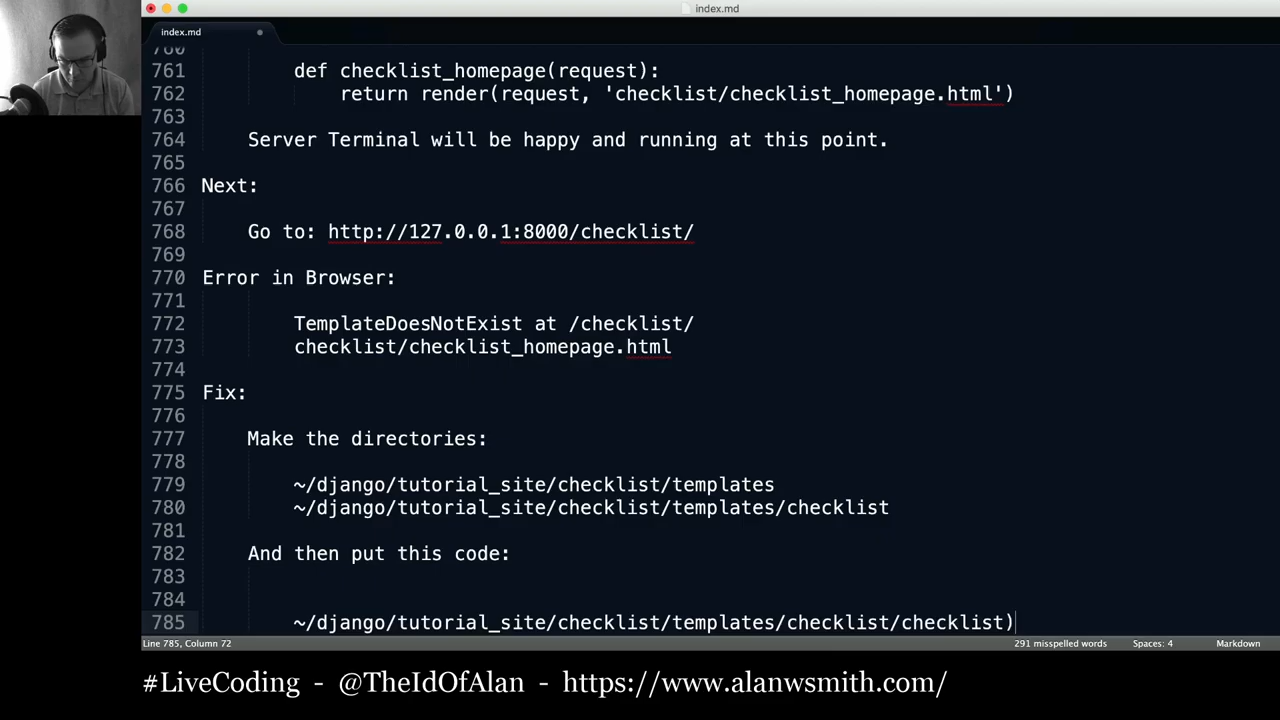 index.md
index.md
760
761 def checklist_homepage(request):
762 return render(request, 'checklist/checklist_homepage.html')
763
764 Server Terminal will be happy and running at this point.
765
766 Next:
767
768 Go to: http://127.0.0.1:8000/checklist/
769
770 Error in Browser:
771
772 TemplateDoesNotExist at /checklist/
773 checklist/checklist_homepage.html
774
775 Fix:
776
777 Make the directories:
778
779 ~/django/tutorial_site/checklist/templates
780 ~/django/tutorial_site/checklist/templates/checklist
781
782 And then put this code:
783
784
785 ~/django/tutorial_site/checklist/templates/checklist/checklist)
Line 785, Column 72 291 misspelled words Spaces: 4 Markdown
#LiveCoding - @TheIdOfAlan - https://www.alanwsmith.com/